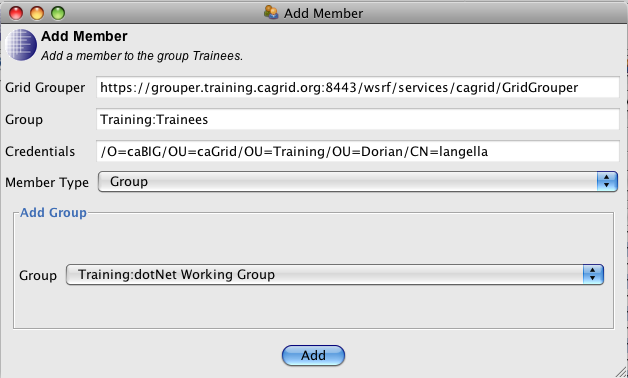 Add Member
Add Member
Add a member to the group Trainees.
Grid Grouper https://grouper.training.cagrid.org:8443/wsrf/services/cagrid/GridGrouper
Group Training:Trainees
Credentials /O=caBIG/OU=caGrid/OU=Training/OU=Dorian/CN=langella
Member Type Group
Add Group
Group Training:dotNet Working Group
Add